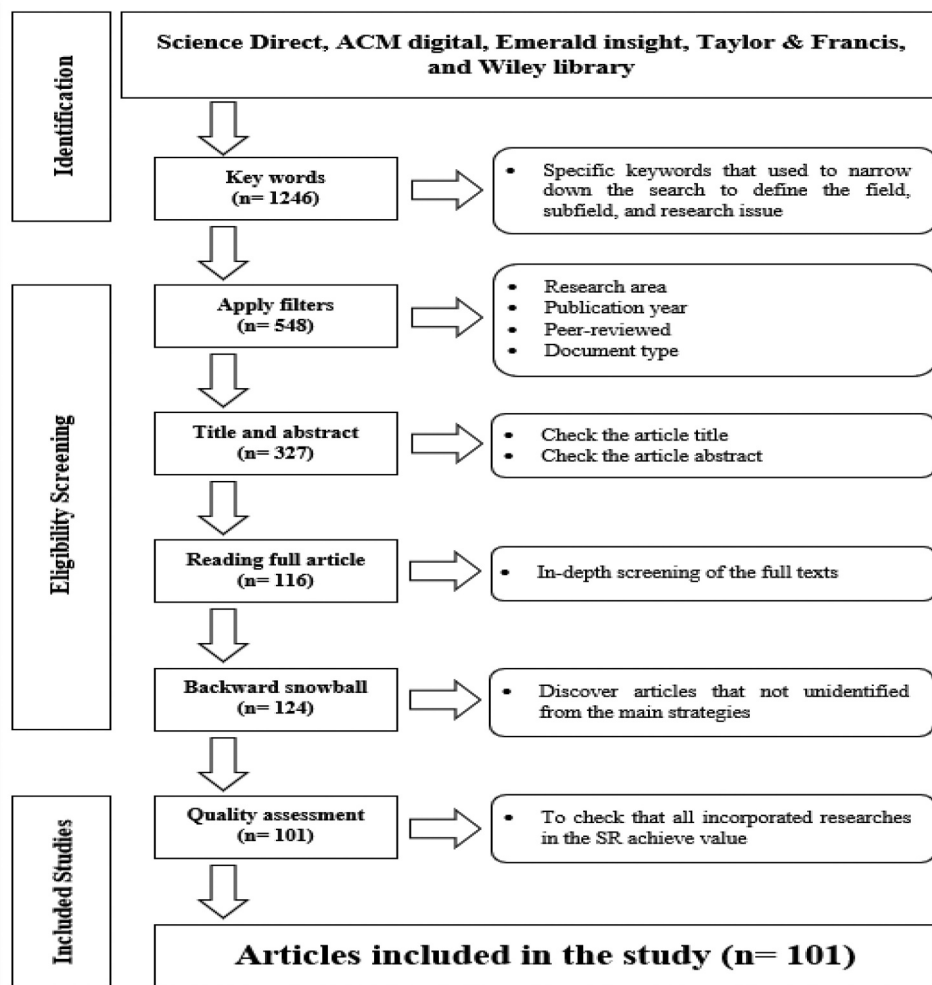 Identification
Science Direct, ACM digital, Emerald insight, Taylor & Francis,
and Wiley library
Key words
(n= 1246)
• Specific keywords that used to narrow
down the search to define the field,
subfield, and research issue
Eligibility Screening
Apply filters
(n= 548)
• Research area
• Publication year
• Peer-reviewed
• Document type
Title and abstract
(n= 327)
• Check the article title
• Check the article abstract
Reading full article
(n= 116)
• In-depth screening of the full texts
Backward snowball
(n= 124)
• Discover articles that not unidentified
from the main strategies
Included Studies
Quality assessment
(n= 101)
• To check that all incorporated researches
in the SR achieve value
Articles included in the study (n= 101)